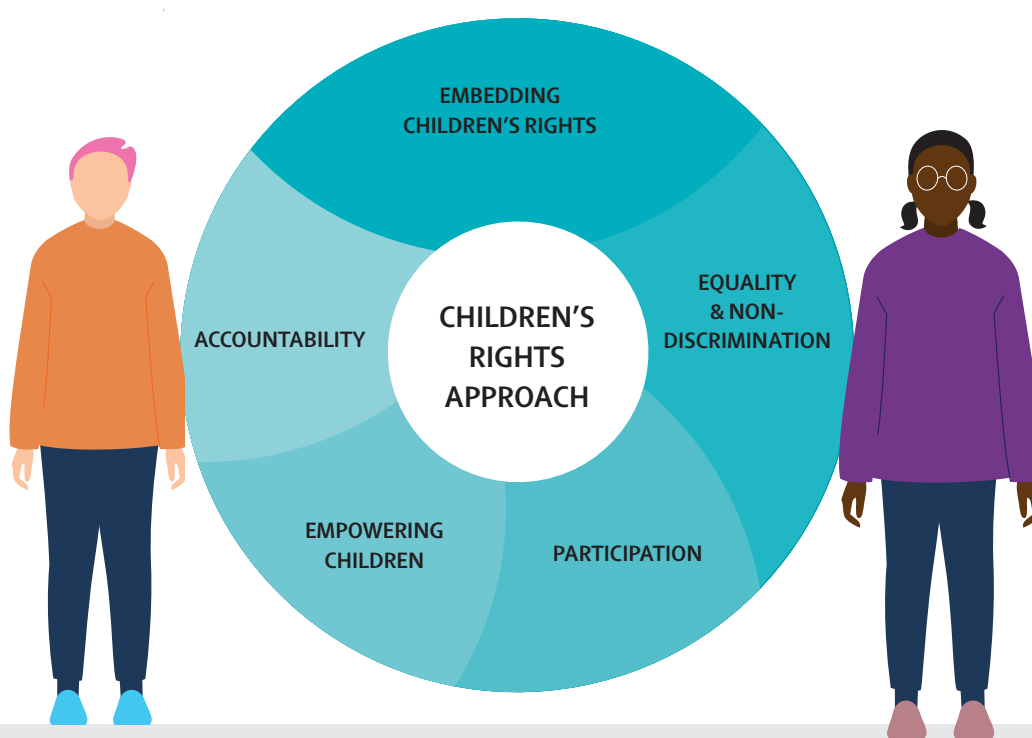 EMBEDDING
CHILDREN'S RIGHTS
EQUALITY
& NON-
DISCRIMINATION
PARTICIPATION
EMPOWERING
CHILDREN
ACCOUNTABILITY
CHILDREN'S
RIGHTS
APPROACH